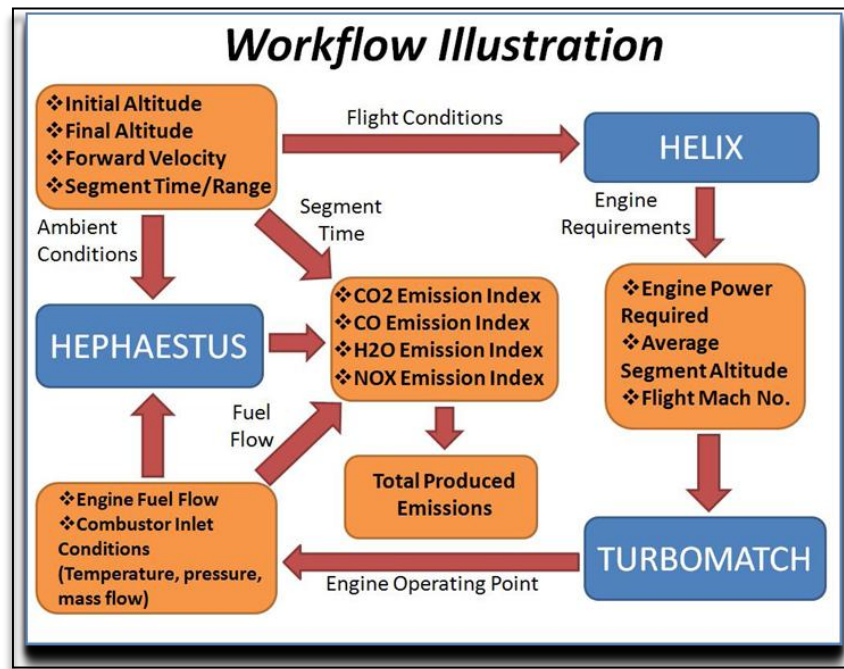 Workflow Illustration
❖Initial Altitude
❖Final Altitude
❖Forward Velocity
❖Segment Time/Range
Flight Conditions
HELIX
Ambient
Conditions
Segment
Time
Engine
Requirements
HEPHAESTUS
❖CO2 Emission Index
❖CO Emission Index
❖H2O Emission Index
❖NOX Emission Index
❖Engine Power
Required
❖Average
Segment Altitude
❖Flight Mach No.
Fuel
Flow
Total Produced
Emissions
❖Engine Fuel Flow
❖Combustor Inlet
Conditions
(Temperature, pressure,
mass flow)
Engine Operating Point
TURBOMATCH